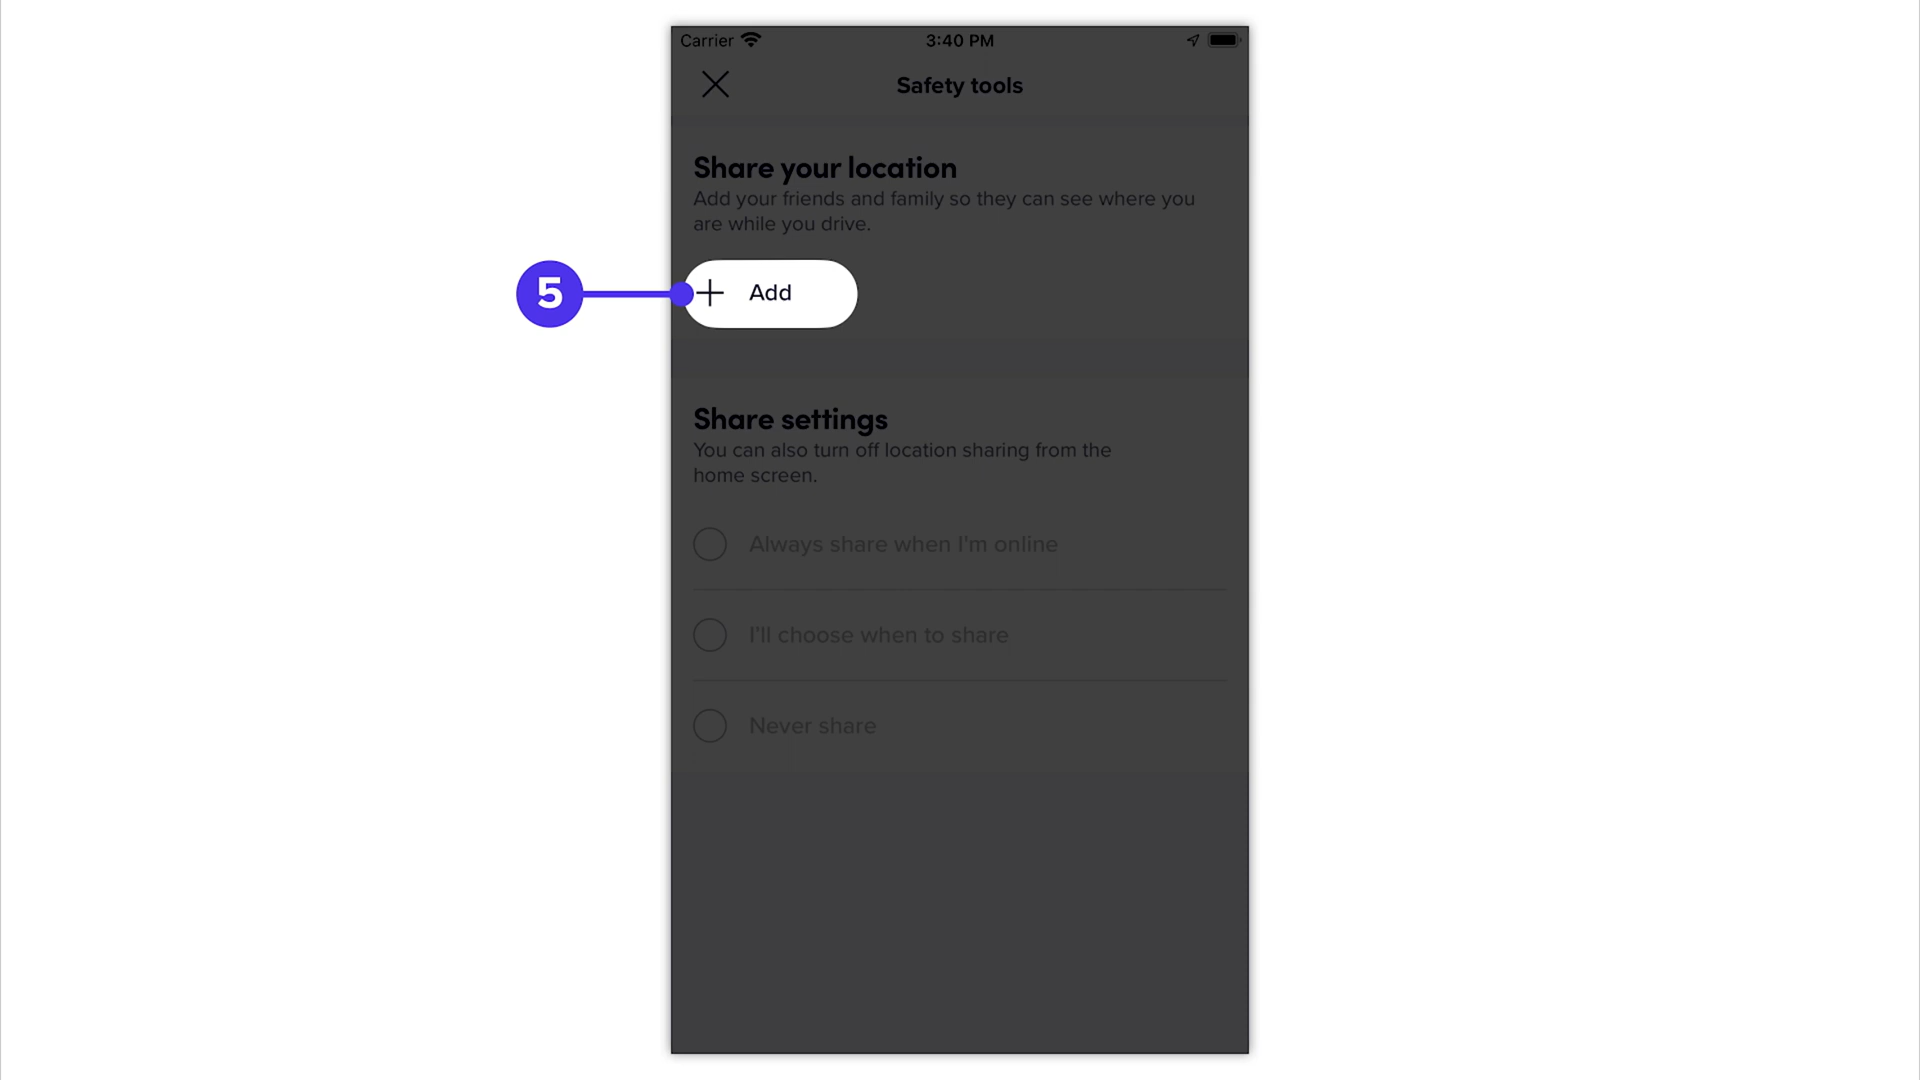 Carrier 3:40 PM
Safety tools
Share your location
Add your friends and family so they can see where you
are while you drive.
5
Add
Share settings
You can also turn off location sharing from the
home screen.
Always share when I'm online
I'll choose when to share
Never share